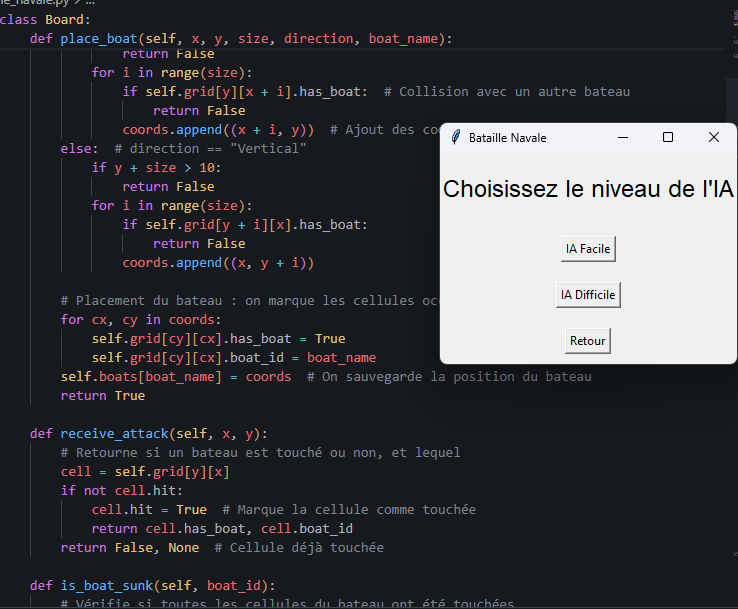 le_navale.py > ...
class Board:
def place_boat(self, x, y, size, direction, boat_name):
return False
for i in range(size):
if self.grid[y][x + i].has_boat:  # Collision avec un autre bateau
return False
coords.append((x + i, y))  # Ajout des
else:  # direction == "Vertical"
if y + size > 10:
return False
for i in range(size):
if self.grid[y + i][x].has_boat:
return False
coords.append((x, y + i))
# Placement du bateau : on marque les cellules
for cx, cy in coords:
self.grid[cy][cx].has_boat = True
self.grid[cy][cx].boat_id = boat_name
self.boats[boat_name] = coords  # On sauvegarde la position du bateau
return True
def receive_attack(self, x, y):
# Retourne si un bateau est touché ou non, et lequel
cell = self.grid[y][x]
if not cell.hit:
cell.hit = True  # Marque la cellule comme touchée
return cell.has_boat, cell.boat_id
return False, None  # Cellule déjà touchée
def is_boat_sunk(self, boat_id):
# Vérifie si toutes les cellules du bateau ont été touchées
Bataille Navale
Choisissez le niveau de l'IA
IA Facile
IA Difficile
Retour